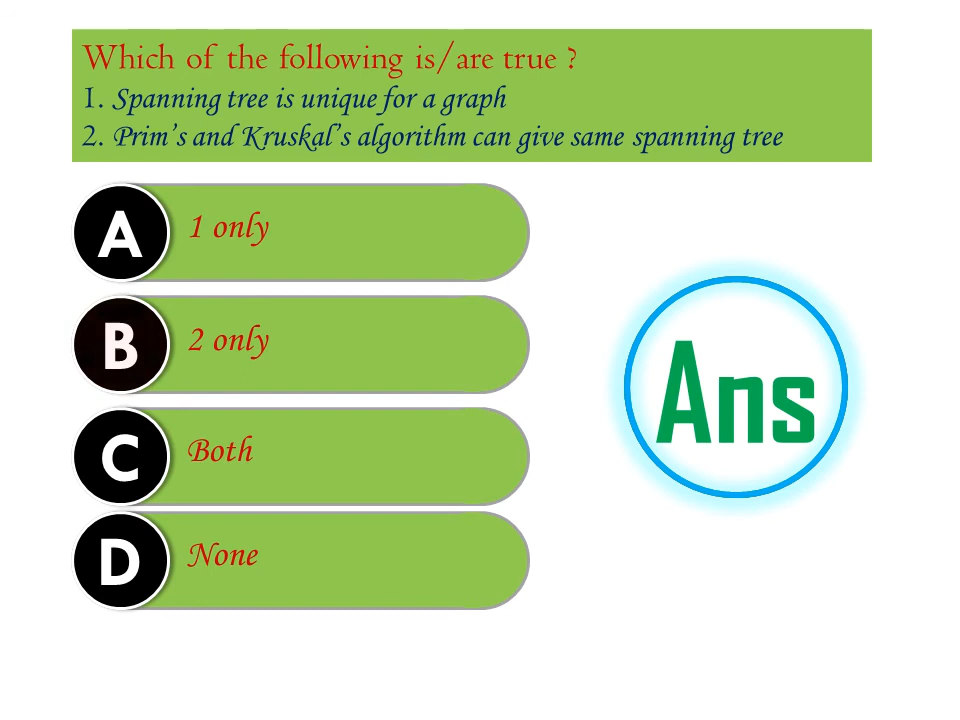 Which of the following is/are true ?
1. Spanning tree is unique for a graph
2. Prim’s and Kruskal’s algorithm can give same spanning tree
A 1 only
B 2 only
C Both
D None
Ans